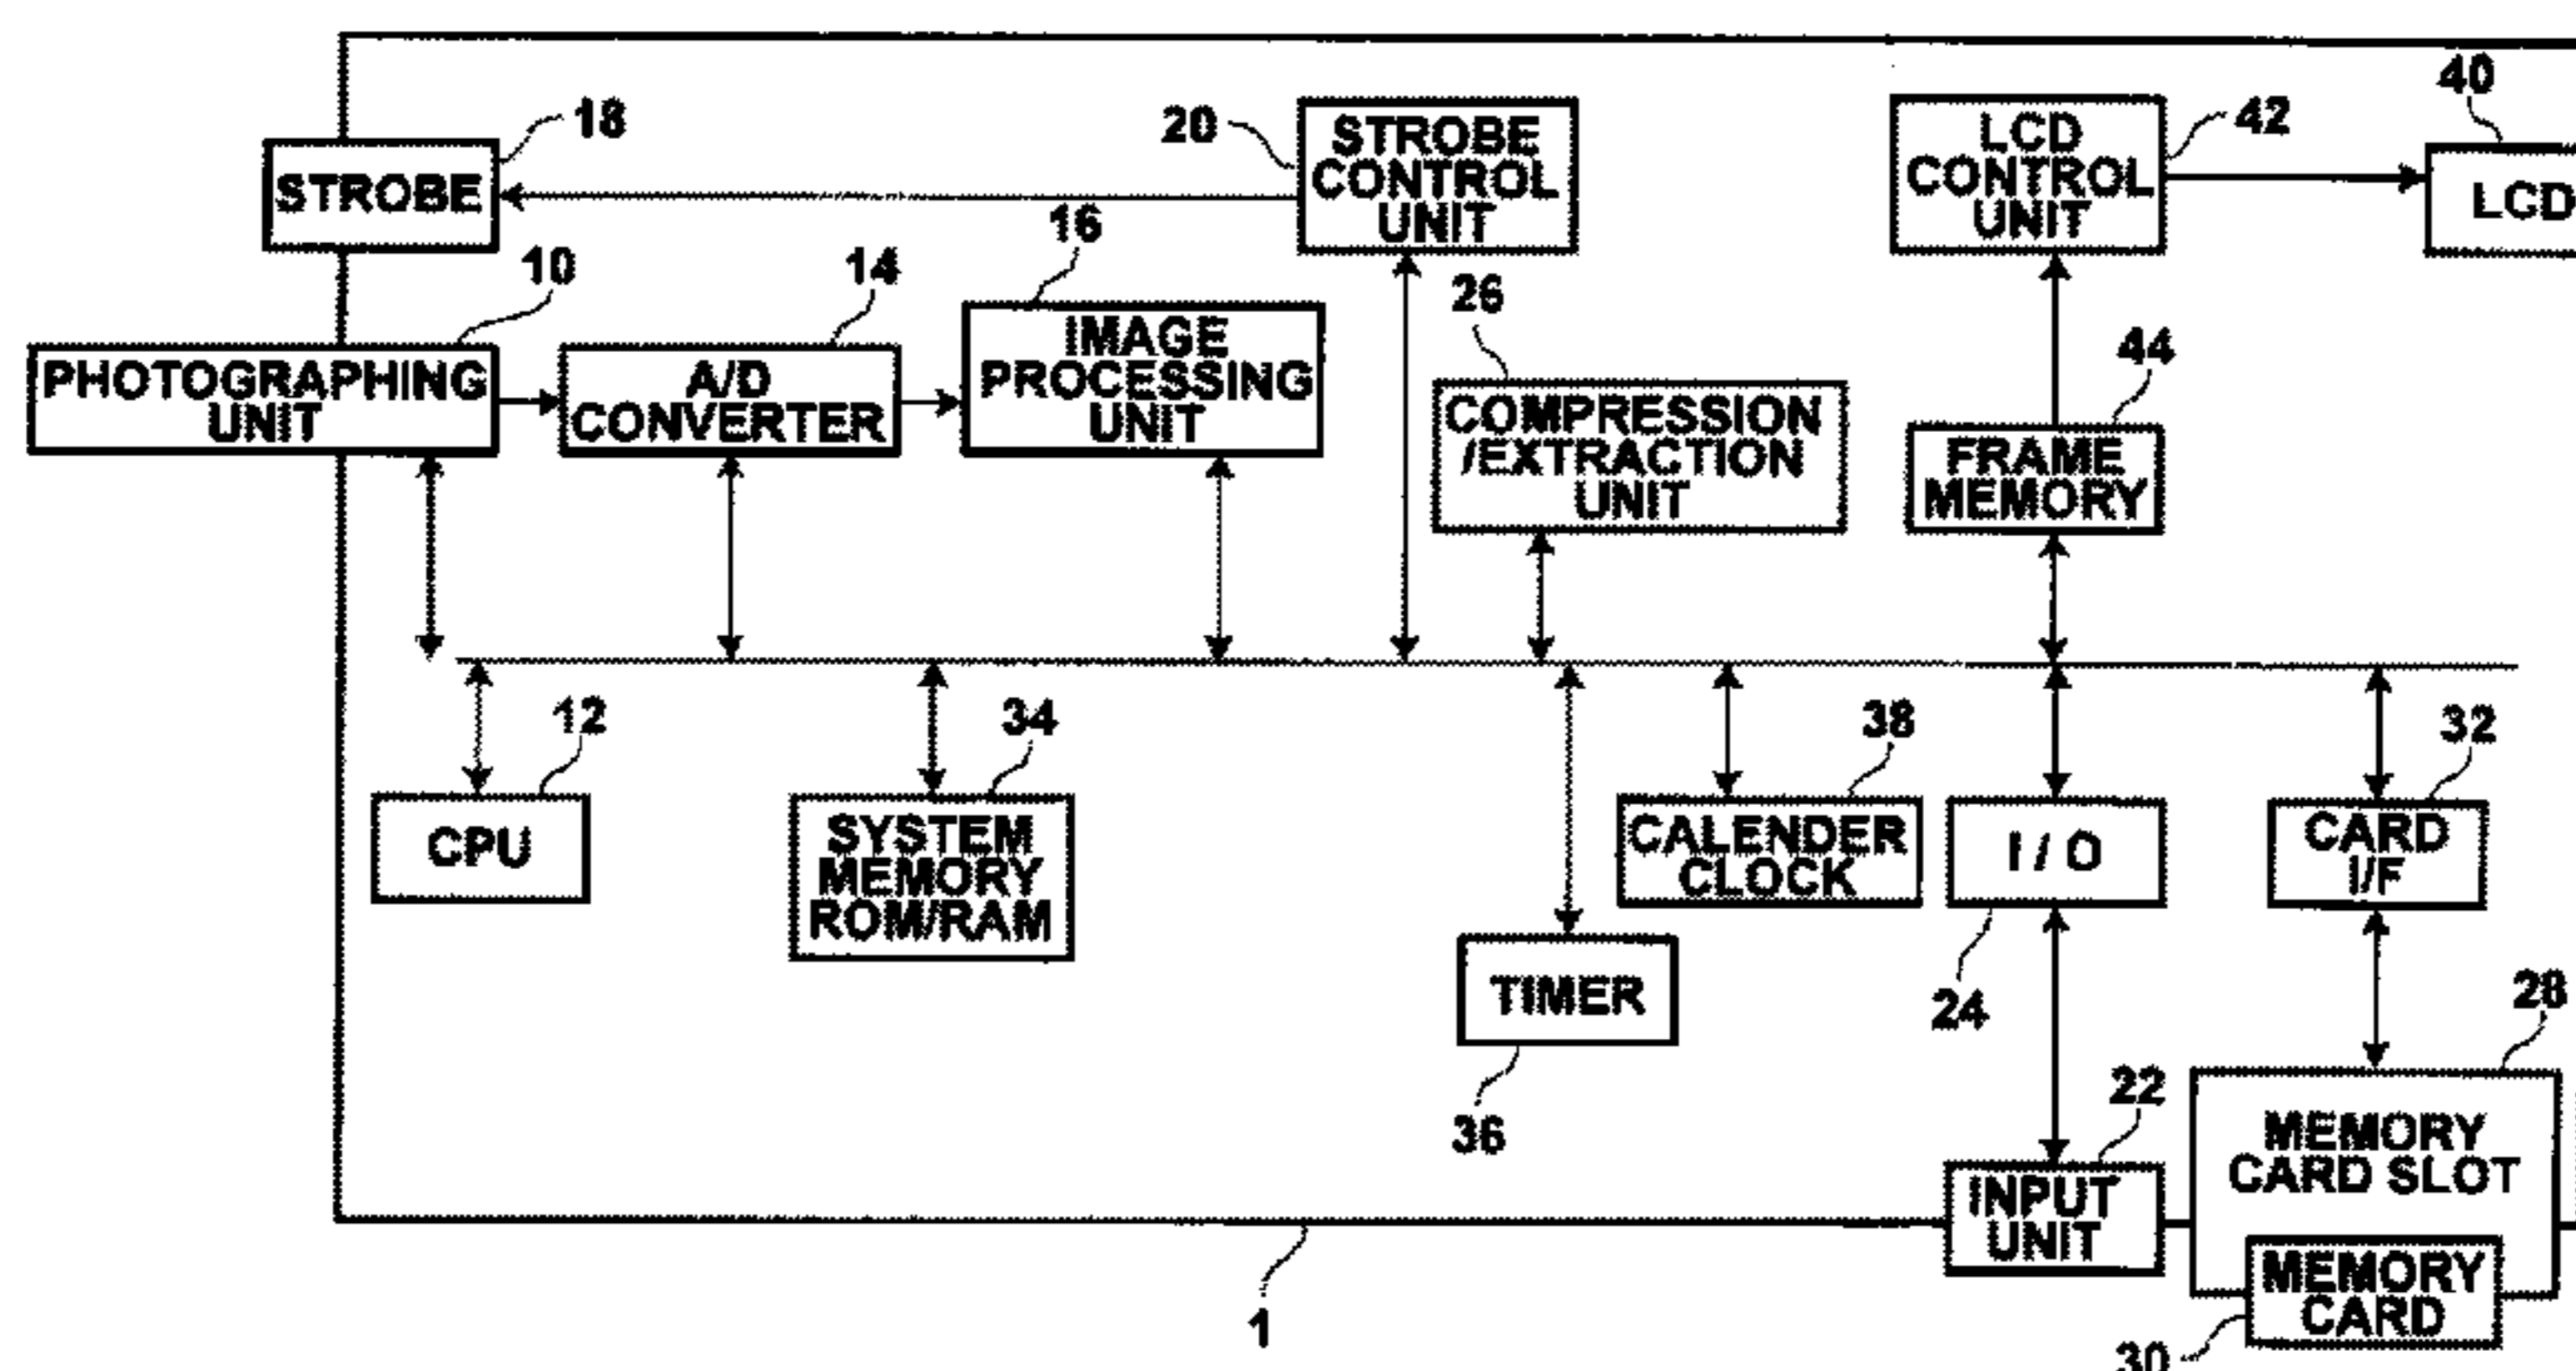 40
18
20
STROBE
CONTROL
UNIT
LCD
CONTROL
UNIT
42
STROBE
LCD
16
10
14
26
IMAGE
PROCESSING
UNIT
44
PHOTOGRAPHING
UNIT
A/D
CONVERTER
COMPRESSION
/EXTRACTION
UNIT
FRAME
MEMORY
12
34
38
32
CPU
SYSTEM
MEMORY
ROM/RAM
CALENDER
CLOCK
I / O
CARD
I/F
TIMER
24
28
36
22
MEMORY
CARD SLOT
INPUT
UNIT
MEMORY
CARD
1
30